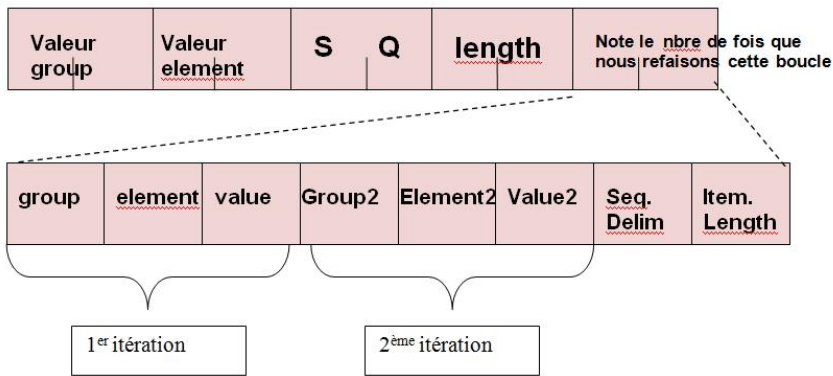 Valeur group
Valeur element
S Q
length
Note le nbre de fois que
nous refaisons cette boucle
group
element
value
Group2
Element2
Value2
Seq. Delim
Item. Length
1er itération
2ème itération